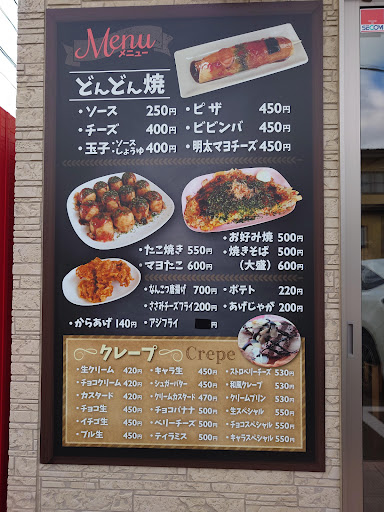 SECOM
Menu
メニュー
どんどん焼
・ソース 250円
・チーズ 400円
・玉子・ソース しょうゆ 400円
・ピザ 450円
・ビビンバ 450円
・明太マヨチーズ 450円
・たこ焼き 550円
・マヨたこ 600円
・お好み焼 500円
・焼きそば 500円
(大盛) 600円
・なんこつ唐揚げ 700円
・ささみチーズフライ 200円
・からあげ 140円
・アジフライ 円
・ポテト 220円
・あげじゃが 200円
クレープ Crepe
・生クリーム 420円
・チョコクリーム 420円
・カスタード 420円
・チョコ生 450円
・イチゴ生 450円
・ブル生 450円
・キャラ生 450円
・シュガーバター 450円
・クリームカスタード 470円
・チョコバナナ 500円
・ベリーチーズ 500円
・ティラミス 500円
・ストロベリーチーズ 530円
・和風クレープ 530円
・クリームプリン 530円
・生スペシャル 550円
・チョコスペシャル 550円
・キャラスペシャル 550円